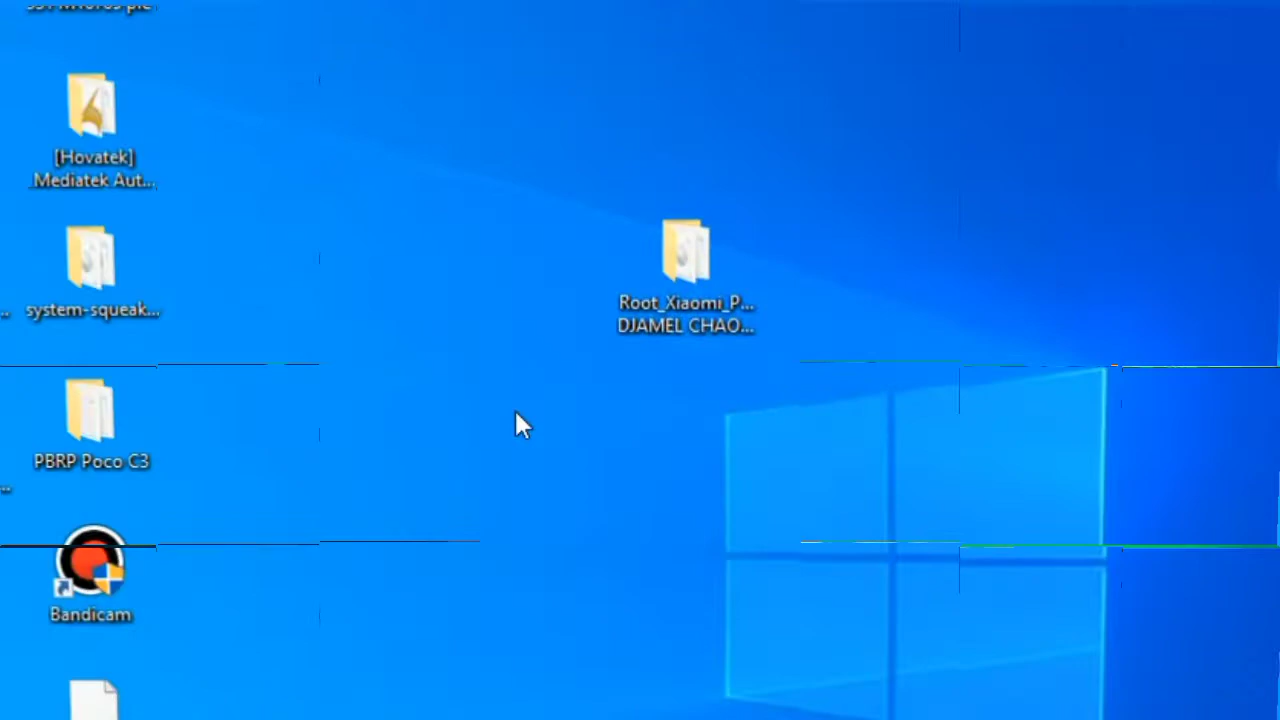 [Hovatek]
Mediatek Aut...
system-squeak...
PBRP Poco C3
Bandicam
Root_Xiaomi_P...
DJAMEL CHAO...